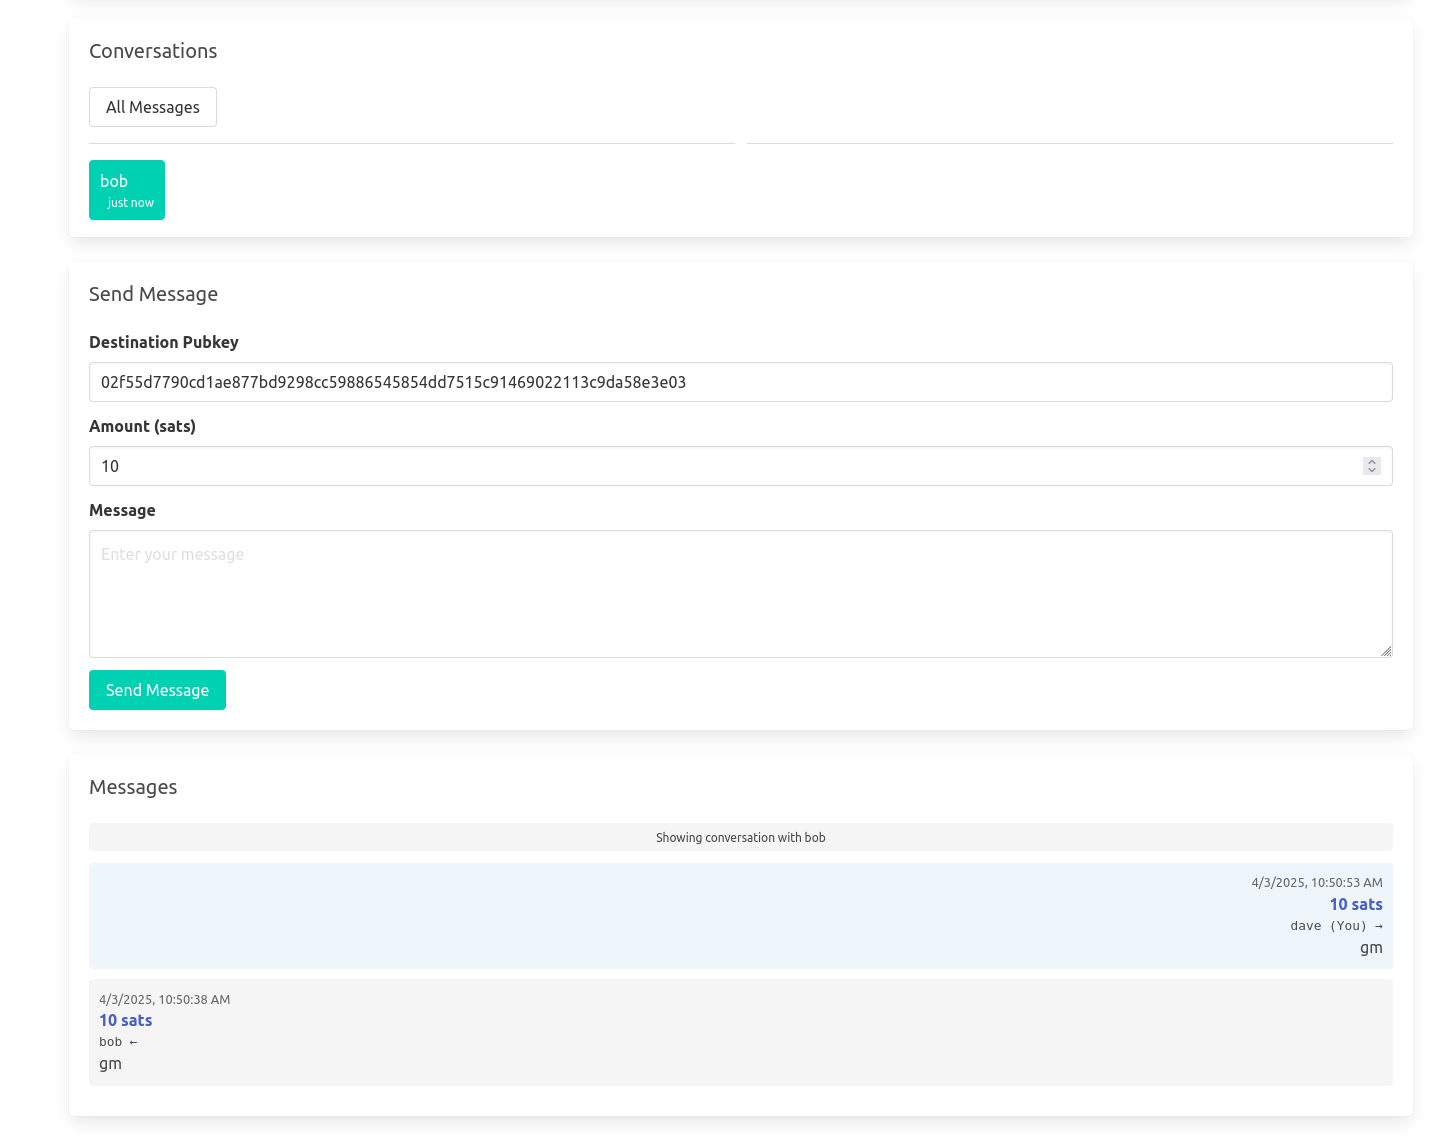 Conversations
All Messages
bob
just now
Send Message
Destination Pubkey
02f55d7790cd1ae877bd9298cc59886545854dd7515c91469022113c9da58e3e03
Amount (sats)
10
Message
Enter your message
Send Message
Messages
Showing conversation with bob
4/3/2025, 10:50:53 AM
10 sats
dave (You) →
gm
4/3/2025, 10:50:38 AM
10 sats
bob ←
gm